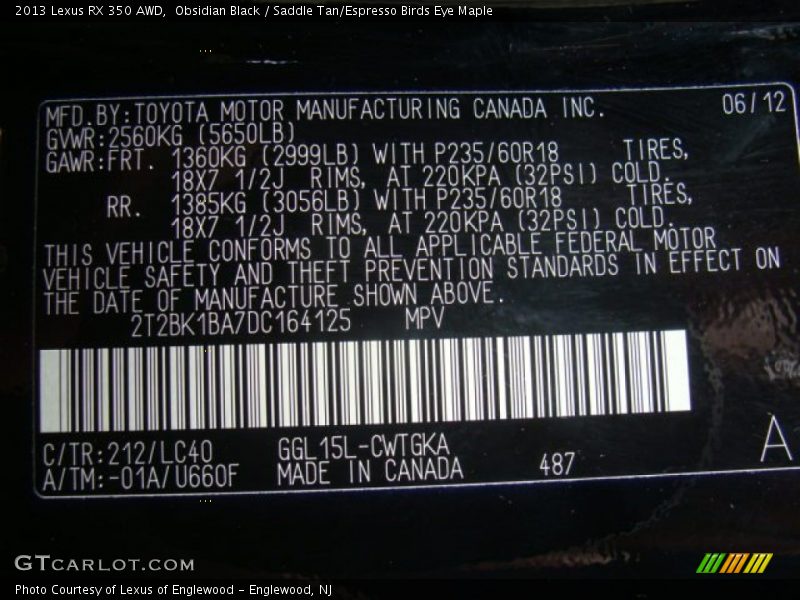 2013 Lexus RX 350 AWD,  Obsidian Black / Saddle Tan/Espresso Birds Eye Maple
MFD.BY:TOYOTA MOTOR MANUFACTURING CANADA INC. 06/12
GVWR:2560KG (5650LB)
GAWR:FRT. 1360KG (2999LB) WITH P235/60R18 TIRES,
18X7 1/2J RIMS, AT 220KPA (32PSI) COLD.
RR. 1385KG (3056LB) WITH P235/60R18 TIRES,
18X7 1/2J RIMS, AT 220KPA (32PSI) COLD.
THIS VEHICLE CONFORMS TO ALL APPLICABLE FEDERAL MOTOR
VEHICLE SAFETY AND THEFT PREVENTION STANDARDS IN EFFECT ON
THE DATE OF MANUFACTURE SHOWN ABOVE.
2T2BK1BA7DC164125 MPV
C/TR:212/LC40 GGL15L-CWTGKA
A/TM:-01A/U660F MADE IN CANADA 487 A
GTCARLOT.COM
Photo Courtesy of Lexus of Englewood – Englewood, NJ